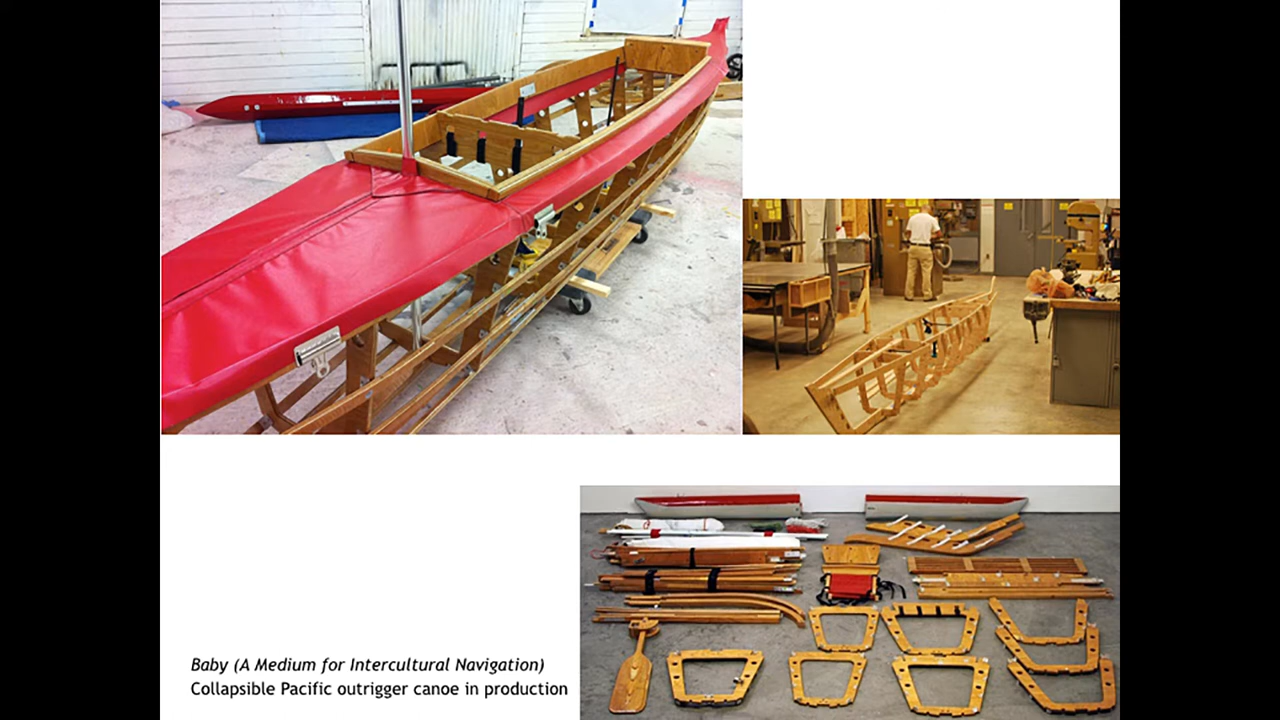 Baby (A Medium for Intercultural Navigation)
Collapsible Pacific outrigger canoe in production